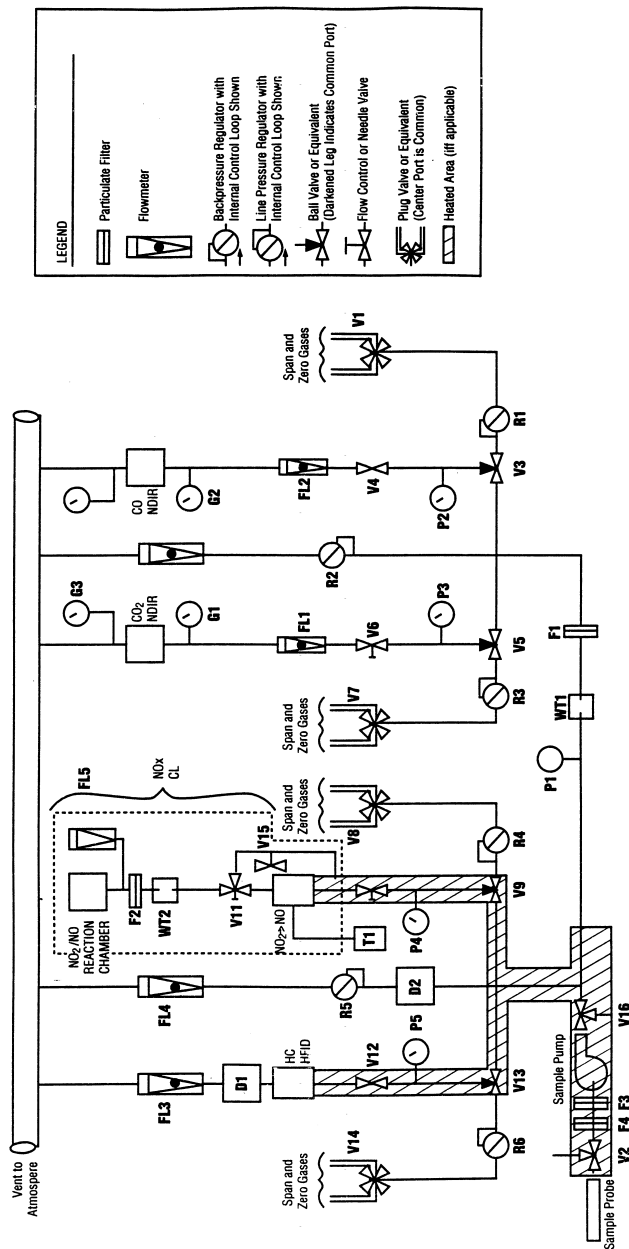 LEGEND
Particulate Filter
Flowmeter
Backpressure Regulator with
Internal Control Loop Shown
Line Pressure Regulator with
Internal Control Loop Shown
Ball Valve or Equivalent
(Darkened Leg Indicates Common Port)
Flow Control or Needle Valve
Plug Valve or Equivalent
(Center Port is Common)
Heated Area (iff applicable)
Vent to
Atmospere
FL3
D1
HC
HFID
V12
P5
V13
Span and
Zero Gases
V14
R6
FL4
R5
D2
NO2/NO
REACTION
CHAMBER
FL5
NOx
CL
F2
WT2
V11
V15
NO2>NO
T1
P4
V9
Span and
Zero Gases
V8
R4
Span and
Zero Gases
V7
R3
G3
CO2
NDIR
G1
FL1
V6
P3
V5
R2
CO
NDIR
G2
FL2
V4
P2
V3
Span and
Zero Gases
V1
R1
Sample Probe
V2
F4
F3
Sample Pump
V16
P1
WT1
F1